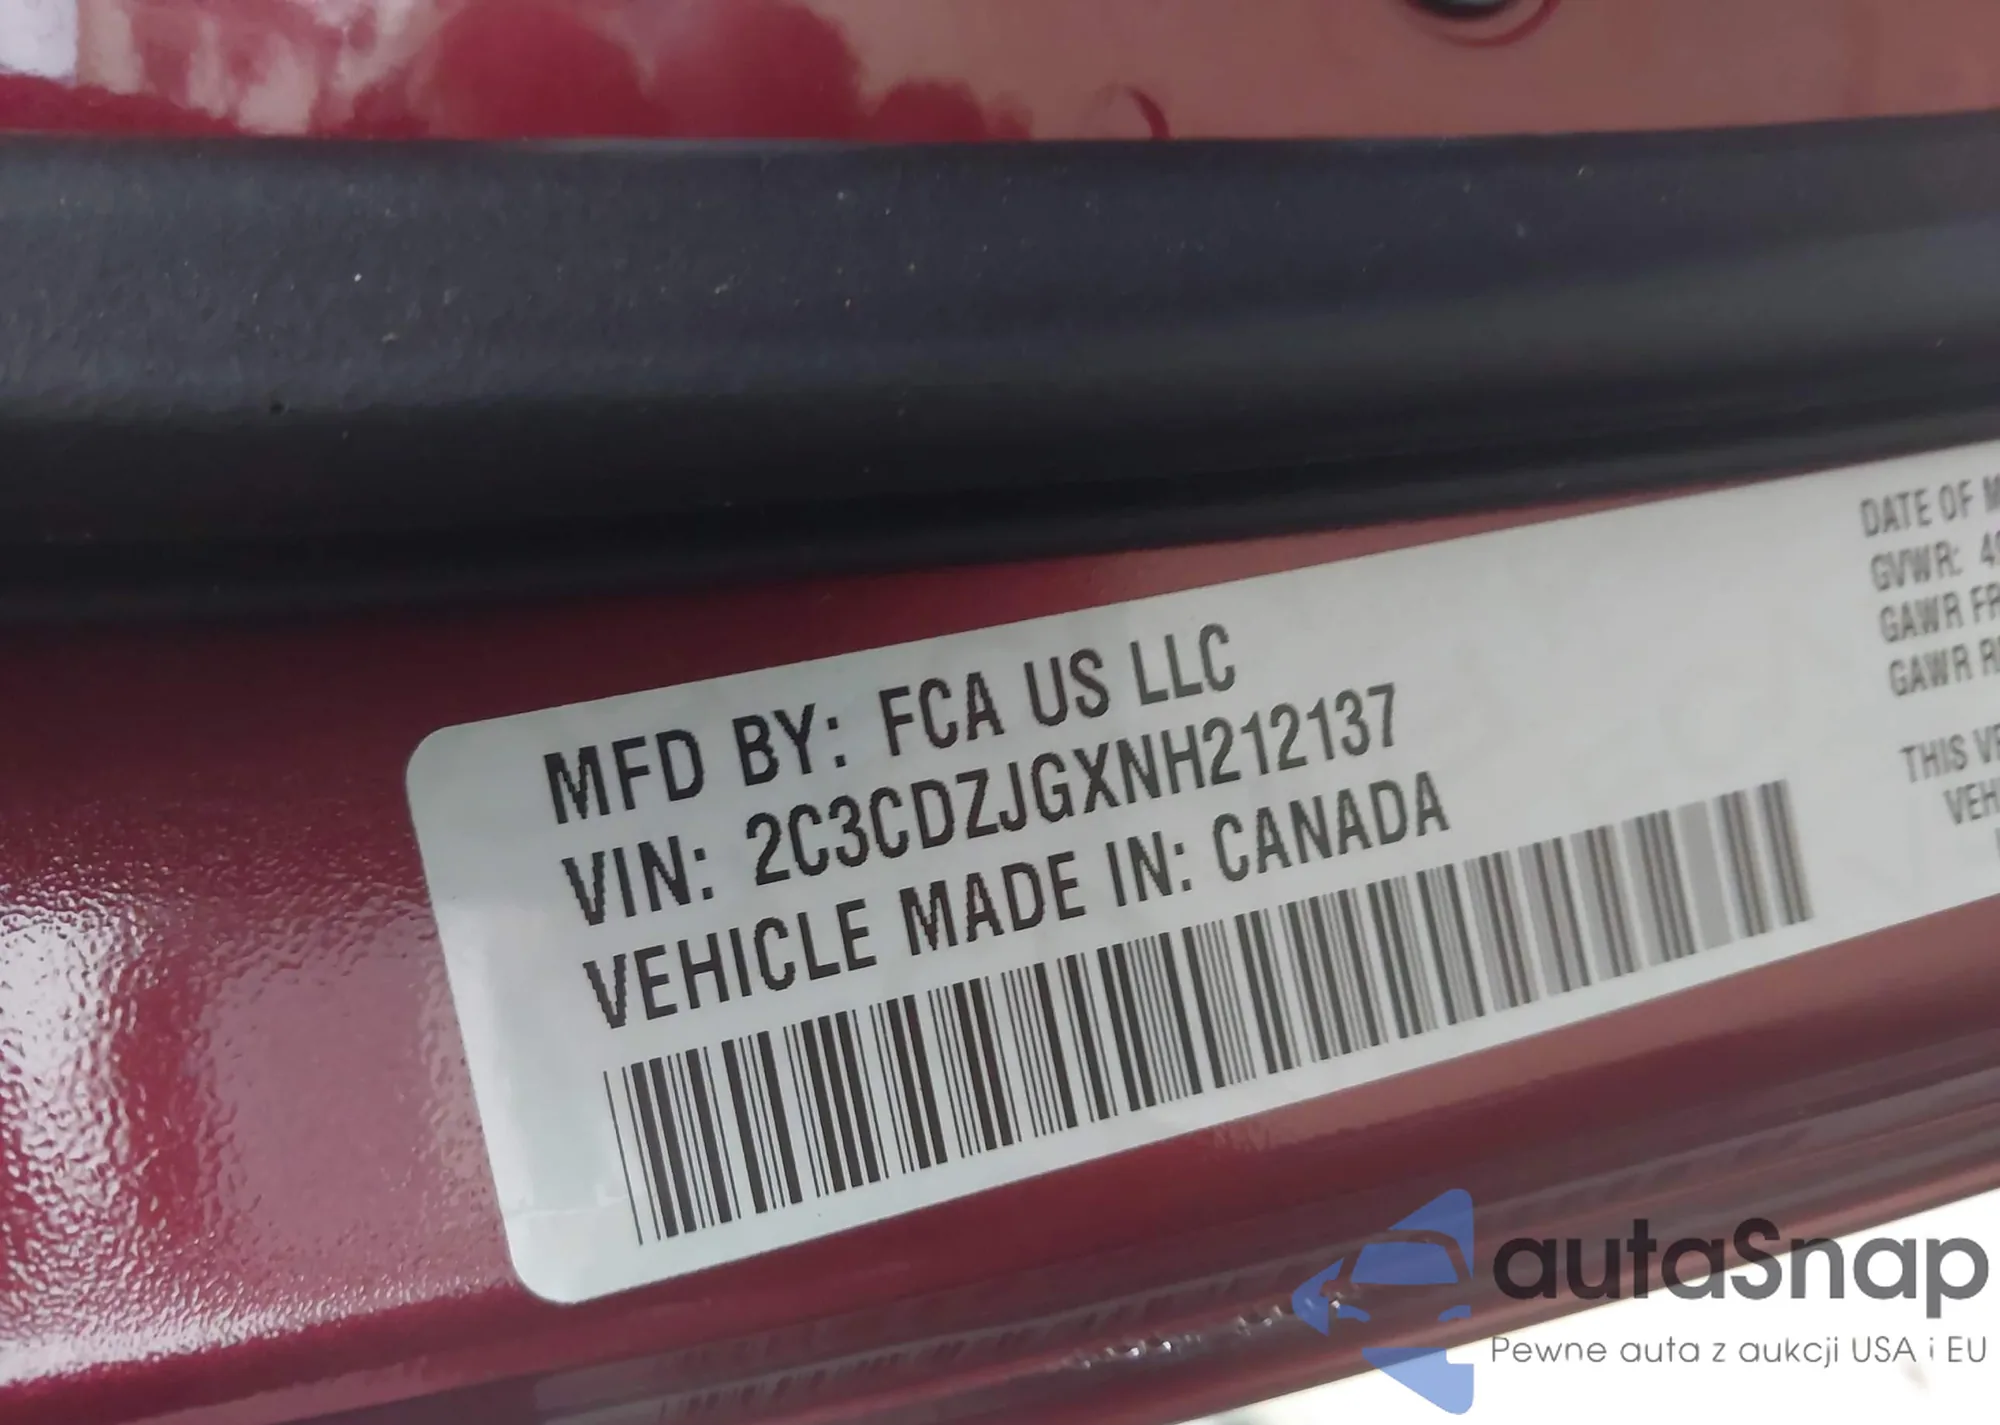 MFD BY: FCA US LLC
VIN: 2C3CDZJGXNH212137
VEHICLE MADE IN: CANADA
DATE OF
GVWR:
GAWR
GAWR
THIS
autaSnap
Pewne auta z aukcji USA i EU